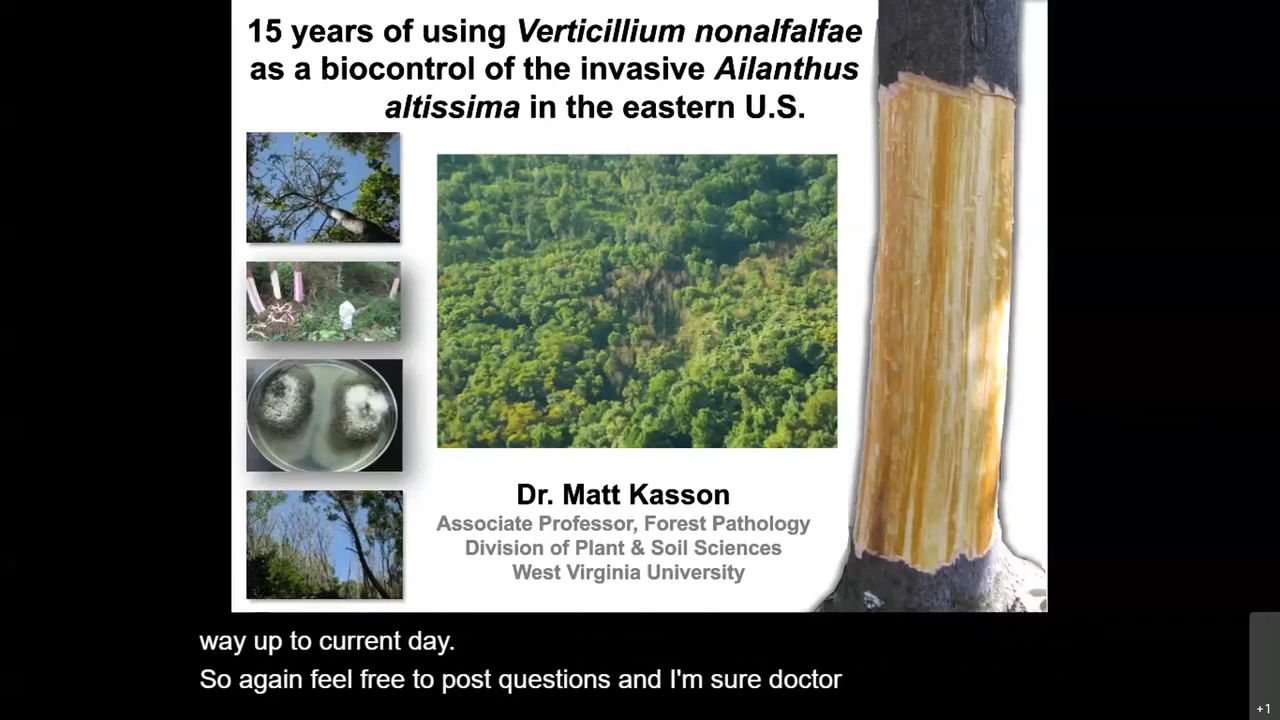 15 years of using Verticillium nonalfalfae
as a biocontrol of the invasive Ailanthus
altissima in the eastern U.S.
Dr. Matt Kasson
Associate Professor, Forest Pathology
Division of Plant & Soil Sciences
West Virginia University
way up to current day.
So again feel free to post questions and I'm sure doctor
+1